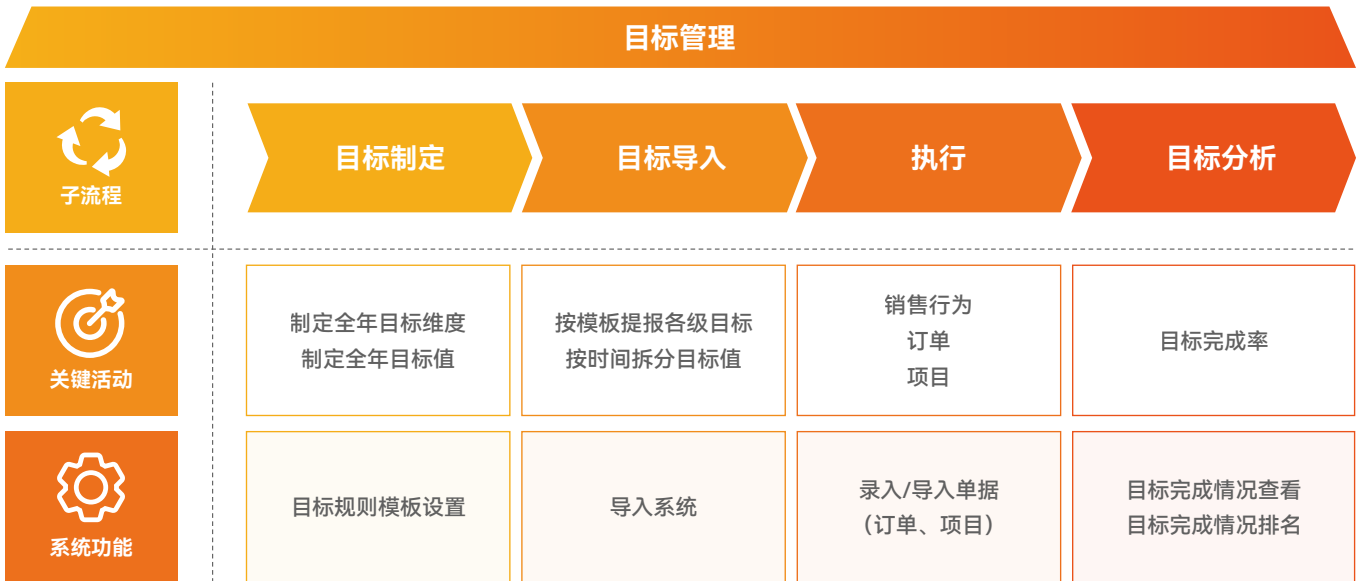 目标管理
子流程
目标制定
目标导入
执行
目标分析
关键活动
制定全年目标维度
制定全年目标值
按模板提报各级目标
按时间拆分目标值
销售行为
订单
项目
目标完成率
系统功能
目标规则模板设置
导入系统
录入/导入单据
（订单、项目）
目标完成情况查看
目标完成情况排名